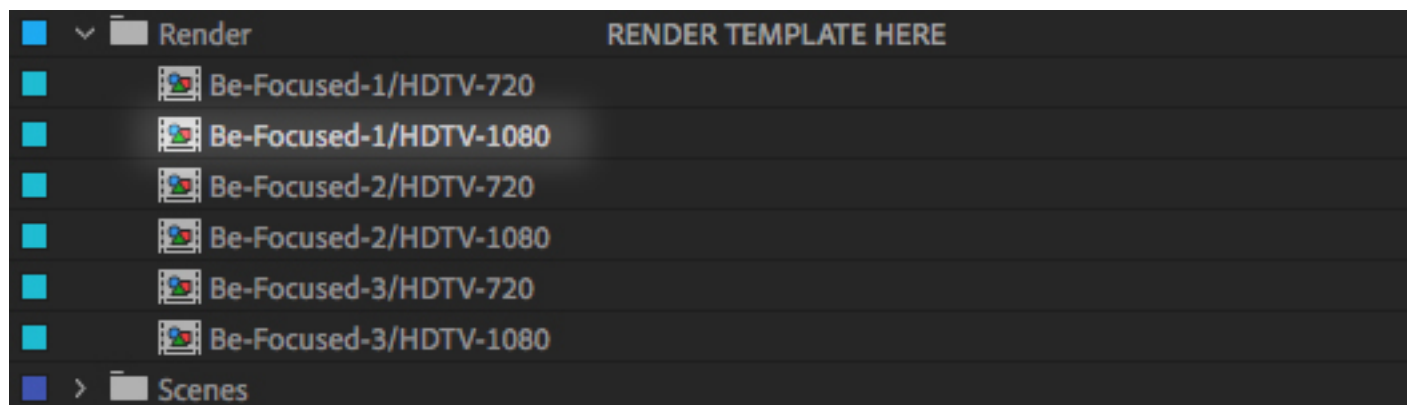 Render RENDER TEMPLATE HERE
Be-Focused-1/HDTV-720
Be-Focused-1/HDTV-1080
Be-Focused-2/HDTV-720
Be-Focused-2/HDTV-1080
Be-Focused-3/HDTV-720
Be-Focused-3/HDTV-1080
Scenes